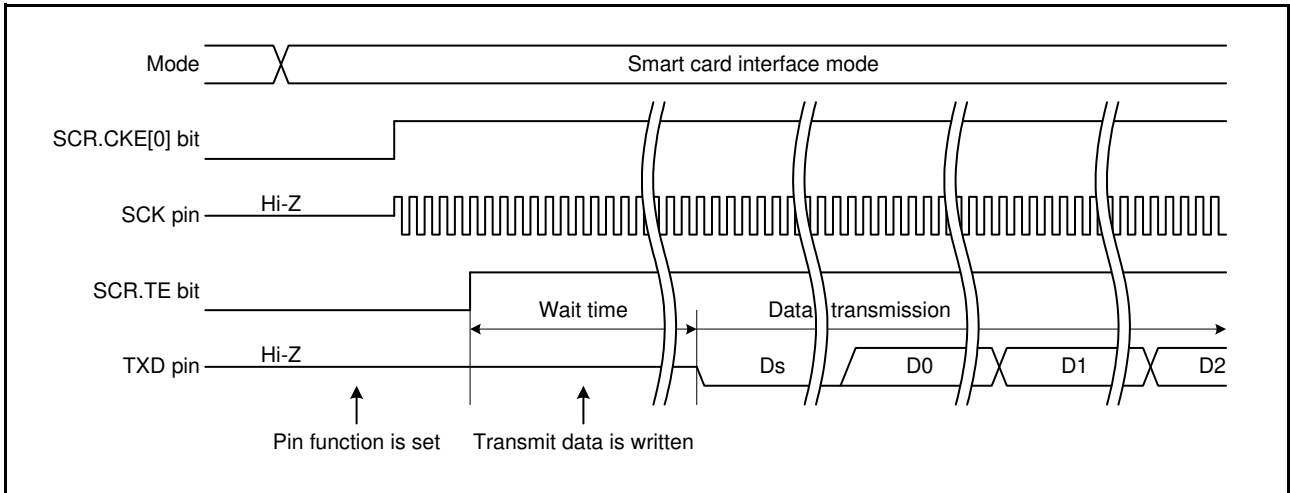 Mode
Smart card interface mode
SCR.CKE[0] bit
SCK pin
Hi-Z
SCR.TE bit
Wait time
Data transmission
TXD pin
Hi-Z
Ds
D0
D1
D2
Pin function is set
Transmit data is written